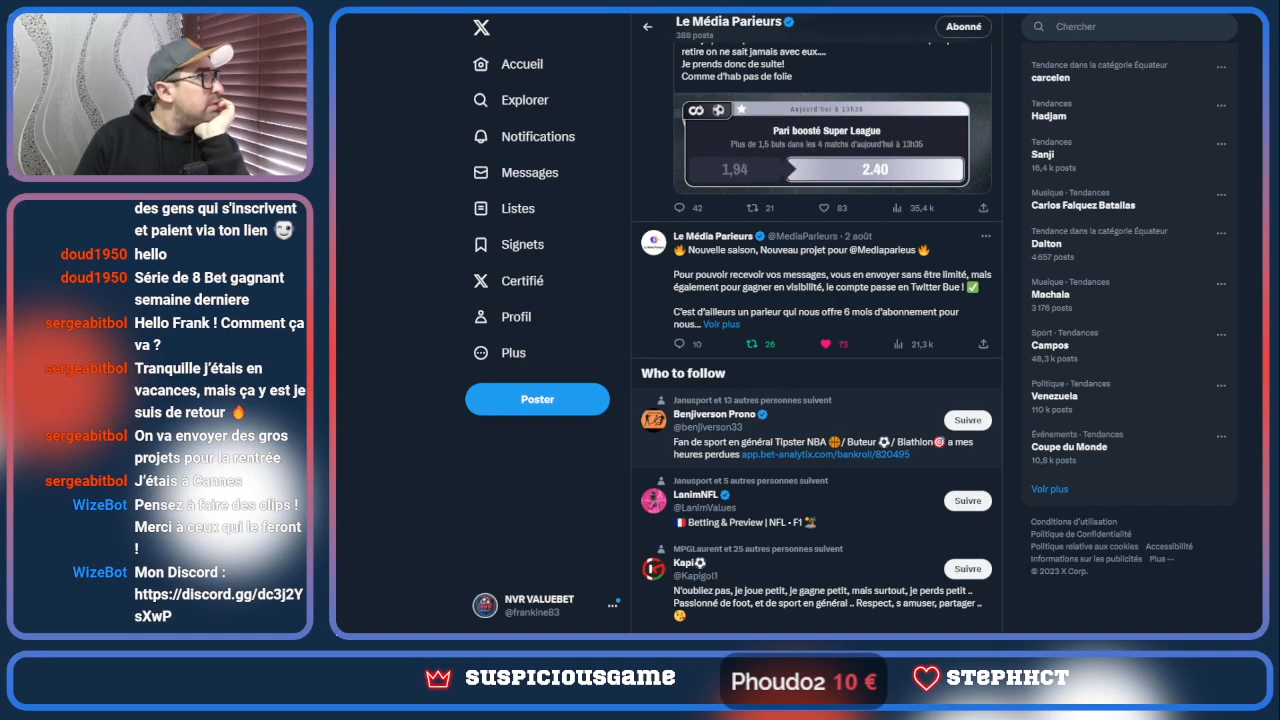 des gens qui s'inscrivent
et paient via ton lien
doud1950 hello
doud1950 Série de 8 Bet gagnant
semaine derniere
sergeabitbol Hello Frank ! Comment ça
va ?
sergeabitbol Tranquille j'étais en
vacances, mais ça y est je
suis de retour 🔥
sergeabitbol On va envoyer des gros
projets pour la rentrée
sergeabitbol J'étais à Cannes
WizeBot Pensez à faire des clips !
Merci à ceux qui le feront
!
WizeBot Mon Discord :
https://discord.gg/dc3j2Y
sXwP
X
Accueil
Explorer
Notifications
Messages
Listes
Signets
Certifié
Profil
Plus
Poster
NVR VALUEBET
@frankine83
Le Média Parieurs
388 posts
Abonné
retire on ne sait jamais avec eux....
Je prends donc de suite!
Comme d'hab pas de folie
Aujourd'hui à 13h35
Pari boosté Super League
Plus de 1,5 buts dans les 4 matchs d'aujourd'hui à 13h35
1,94 2.40
42 21 83 35,4 k
Le Média Parieurs @MediaParieurs · 2 août
🔥 Nouvelle saison, Nouveau projet pour @Mediaparieus 🔥
Pour pouvoir recevoir vos messages, vous en envoyer sans être limité, mais
également pour gagner en visibilité, le compte passe en Twitter Bue ! ✅
C'est d'ailleurs un parieur qui nous offre 6 mois d'abonnement pour
nous... Voir plus
10 26 73 21,3 k
Who to follow
Janusport et 13 autres personnes suivent
Benjiverson Prono
@benjiverson33
Suivre
Fan de sport en général Tipster NBA 🏀/ Buteur ⚽/ Biathlon🎯 a mes
heures perdues app.bet-analytix.com/bankroll/820495
Janusport et 5 autres personnes suivent
LanimNFL
@LanimValues
Suivre
🇫🇷 Betting & Preview | NFL • F1 🏝️
MPGLaurent et 25 autres personnes suivent
Kapi⚽
@Kapigol1
Suivre
N'oubliez pas, je joue petit, je gagne petit, mais surtout, je perds petit ..
Passionné de foot, et de sport en général .. Respect, s amuser, partager ..
😘
Chercher
Tendance dans la catégorie Équateur
carcelen
Tendances
Hadjam
Tendances
Sanji
16,4 k posts
Musique · Tendances
Carlos Falquez Batallas
Tendance dans la catégorie Équateur
Dalton
4 657 posts
Musique · Tendances
Machala
3 176 posts
Sport · Tendances
Campos
48,3 k posts
Politique · Tendances
Venezuela
110 k posts
Événements · Tendances
Coupe du Monde
10,8 k posts
Voir plus
Conditions d'utilisation
Politique de Confidentialité
Politique relative aux cookies Accessibilité
Informations sur les publicités Plus ···
© 2023 X Corp.
SUSPICIOUSGAME
Phoudo2 10 €
STEPHHCT